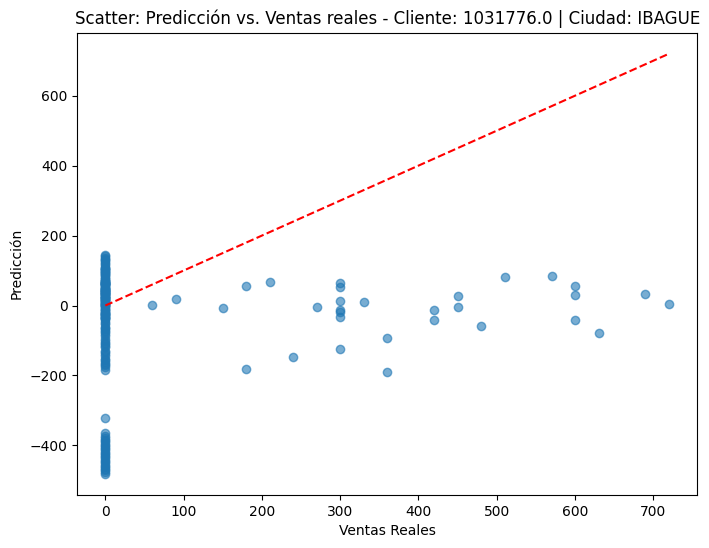 Scatter: Predicción vs. Ventas reales - Cliente: 1031776.0 | Ciudad: IBAGUE
Predicción
600
400
200
0
−200
−400
0 100 200 300 400 500 600 700
Ventas Reales